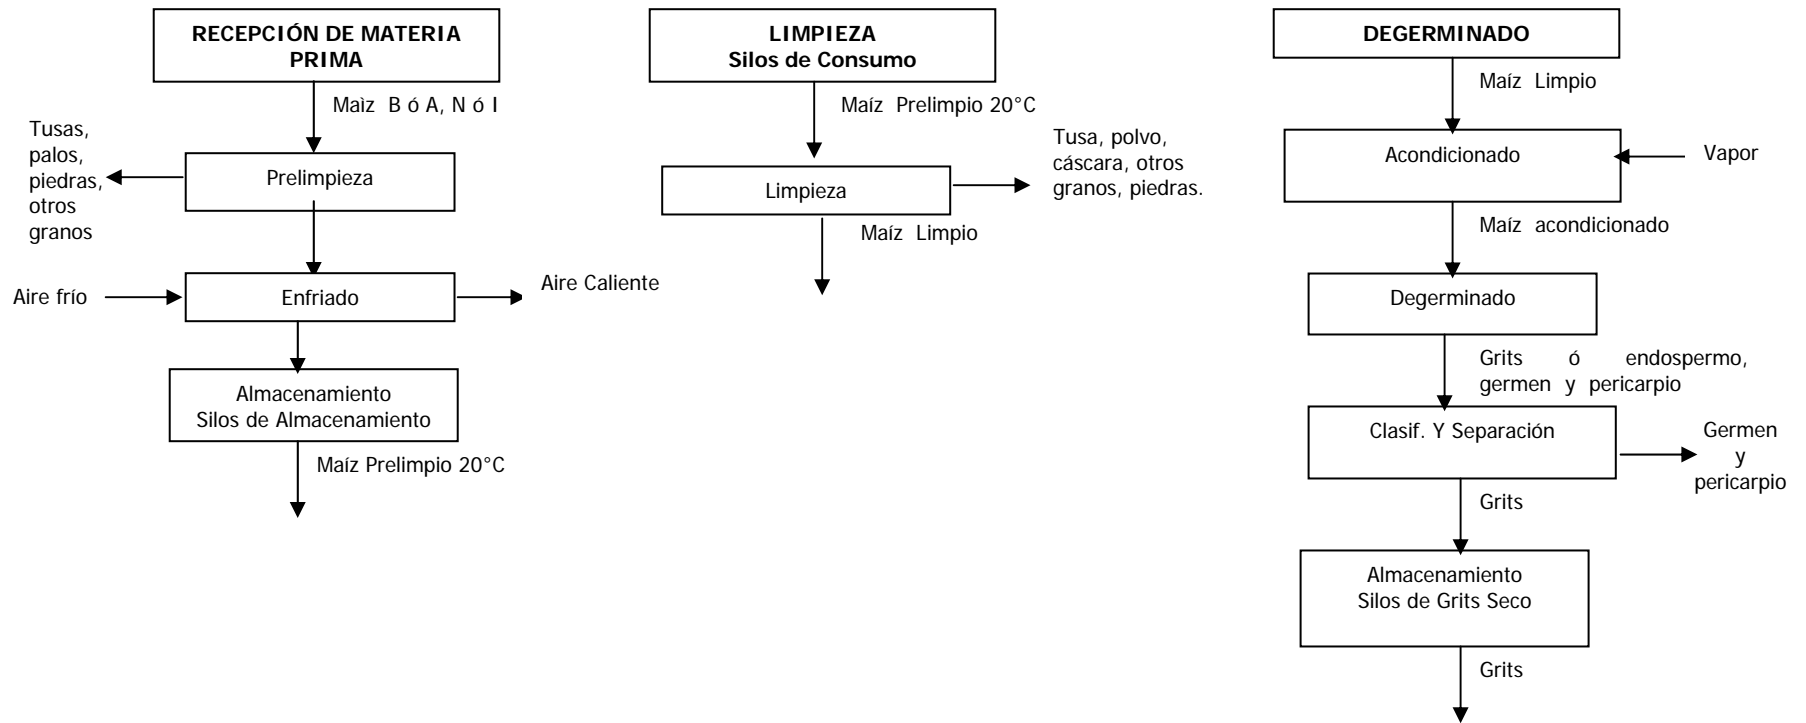 RECEPCIÓN DE MATERIA
PRIMA
Maìz B ó A, N ó I
Tusas,
palos,
piedras,
otros
granos
Prelimpieza
Aire frío
Enfriado
Aire Caliente
Almacenamiento
Silos de Almacenamiento
Maíz Prelimpio 20°C
LIMPIEZA
Silos de Consumo
Maíz Prelimpio 20°C
Tusa, polvo,
cáscara, otros
granos, piedras.
Limpieza
Maíz Limpio
DEGERMINADO
Maíz Limpio
Acondicionado
Vapor
Maíz acondicionado
Degerminado
Grits ó endospermo,
germen y pericarpio
Clasif. Y Separación
Germen
y
pericarpio
Grits
Almacenamiento
Silos de Grits Seco
Grits